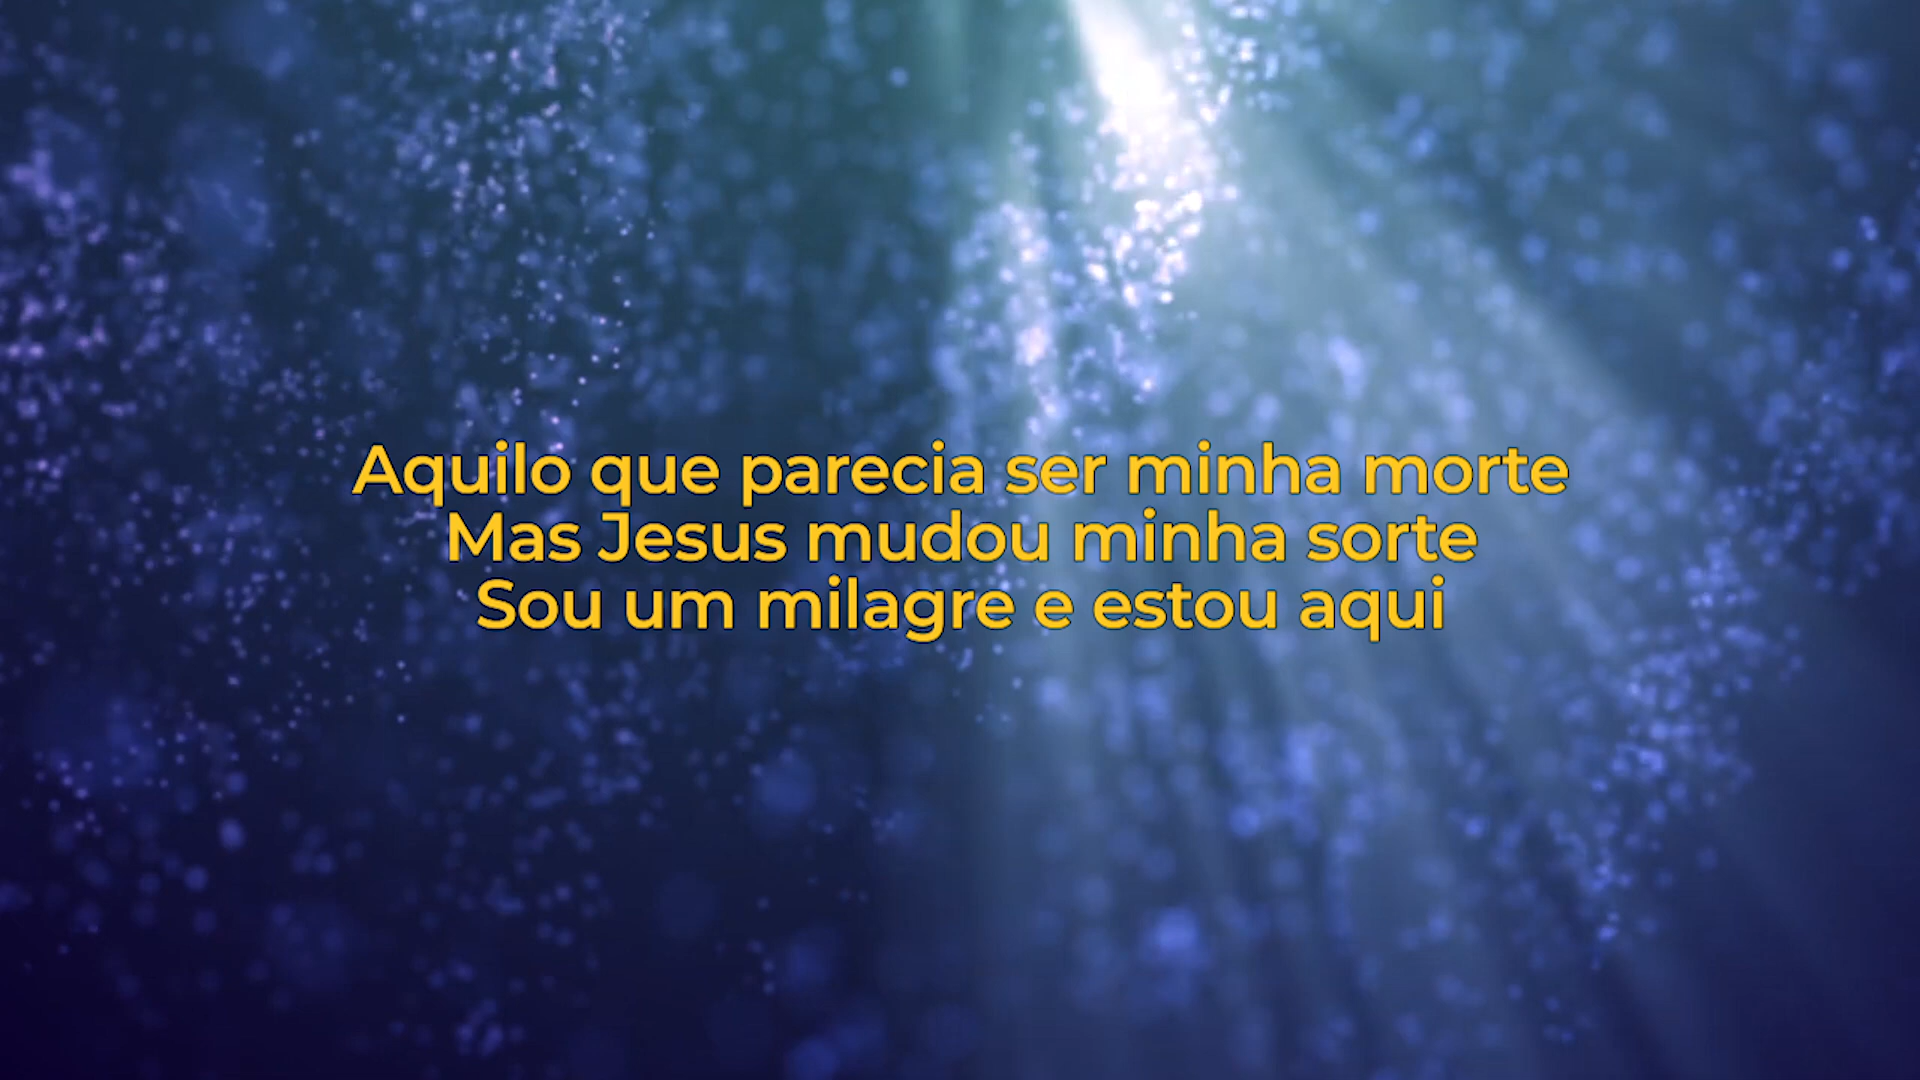 Aquilo que parecia ser minha morte
Mas Jesus mudou minha sorte
Sou um milagre e estou aqui